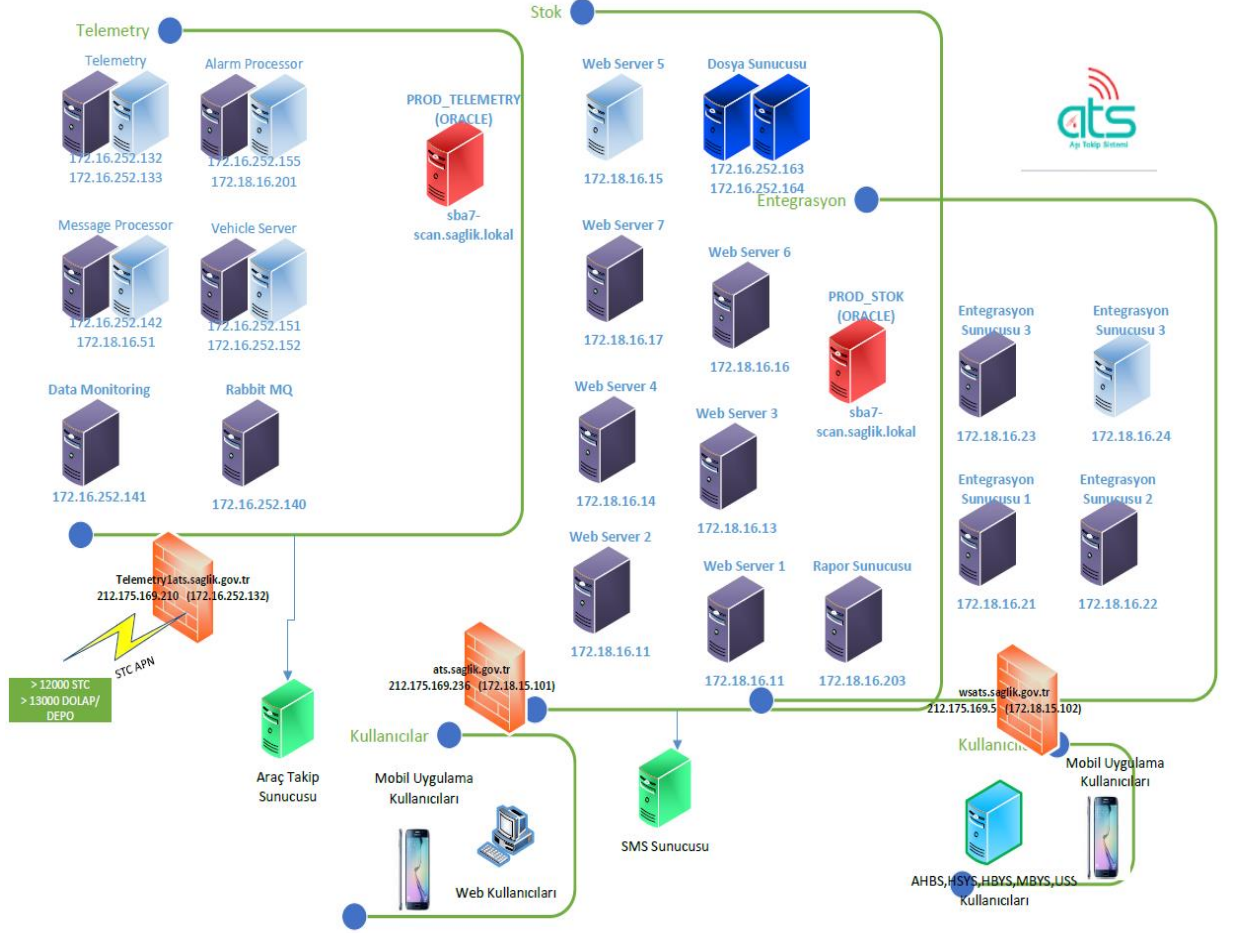 Telemetry
Telemetry
172.16.252.132
172.16.252.133
Alarm Processor
172.16.252.155
172.18.16.201
PROD_TELEMETRY
(ORACLE)
sba7-
scan.saglik.lokal
Message Processor
172.16.252.142
172.18.16.51
Vehicle Server
172.16.252.151
172.16.252.152
Data Monitoring
172.16.252.141
Rabbit MQ
172.16.252.140
Stok
Web Server 5
172.18.16.15
Dosya Sunucusu
172.16.252.163
172.16.252.164
Web Server 7
172.18.16.17
Web Server 6
172.18.16.16
PROD_STOK
(ORACLE)
sba7-
scan.saglik.lokal
Web Server 4
172.18.16.14
Web Server 3
172.18.16.13
Web Server 2
172.18.16.11
Web Server 1
172.18.16.11
Rapor Sunucusu
172.18.16.203
ats
Aşı Takip Sistemi
Entegrasyon
Entegrasyon
Sunucusu 3
172.18.16.23
Entegrasyon
Sunucusu 3
172.18.16.24
Entegrasyon
Sunucusu 1
172.18.16.21
Entegrasyon
Sunucusu 2
172.18.16.22
Telemetry1ats.saglik.gov.tr
212.175.169.210 (172.16.252.132)
STC APN
> 12000 STC
> 13000 DOLAP/
DEPO
Araç Takip
Sunucusu
ats.saglik.gov.tr
212.175.169.236 (172.18.15.101)
Kullanıcılar
Mobil Uygulama
Kullanıcıları
Web Kullanıcıları
SMS Sunucusu
wsats.saglik.gov.tr
212.175.169.5 (172.18.15.102)
Mobil Uygulama
Kullanıcıları
AHBS,HSYS,HBYS,MBYS,USS
Kullanıcıları